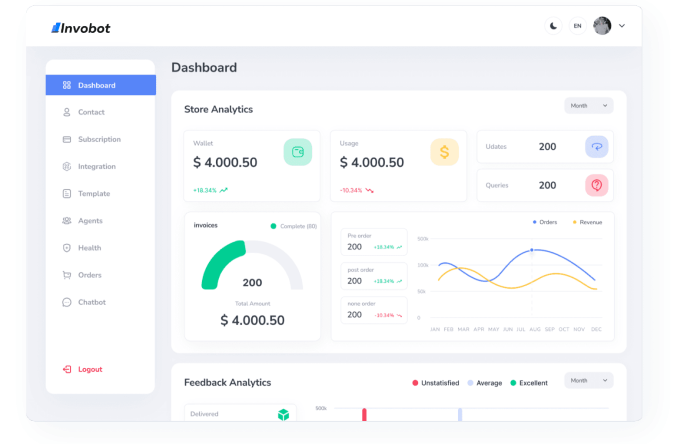 Invobot
EN
Dashboard
Dashboard
Contact
Subscription
Integration
Template
Agents
Health
Orders
Chatbot
Logout
Store Analytics
Month
Wallet
$ 4.000.50
+18.34%
Usage
$ 4.000.50
-10.34%
Udates 200
Queries 200
invoices
Complete (80)
200
Total Amount
$ 4.000.50
Orders Revenue
Pre order
200 +18.34%
post order
200 +18.34%
none order
200 -10.34%
500k
100k
50k
0
JAM FEB MAR APR MAY JUN JUL AUG SEP OCT NOV DEC
Feedback Analytics
Unstatisfied Average Excellent
Month
Delivered
500k